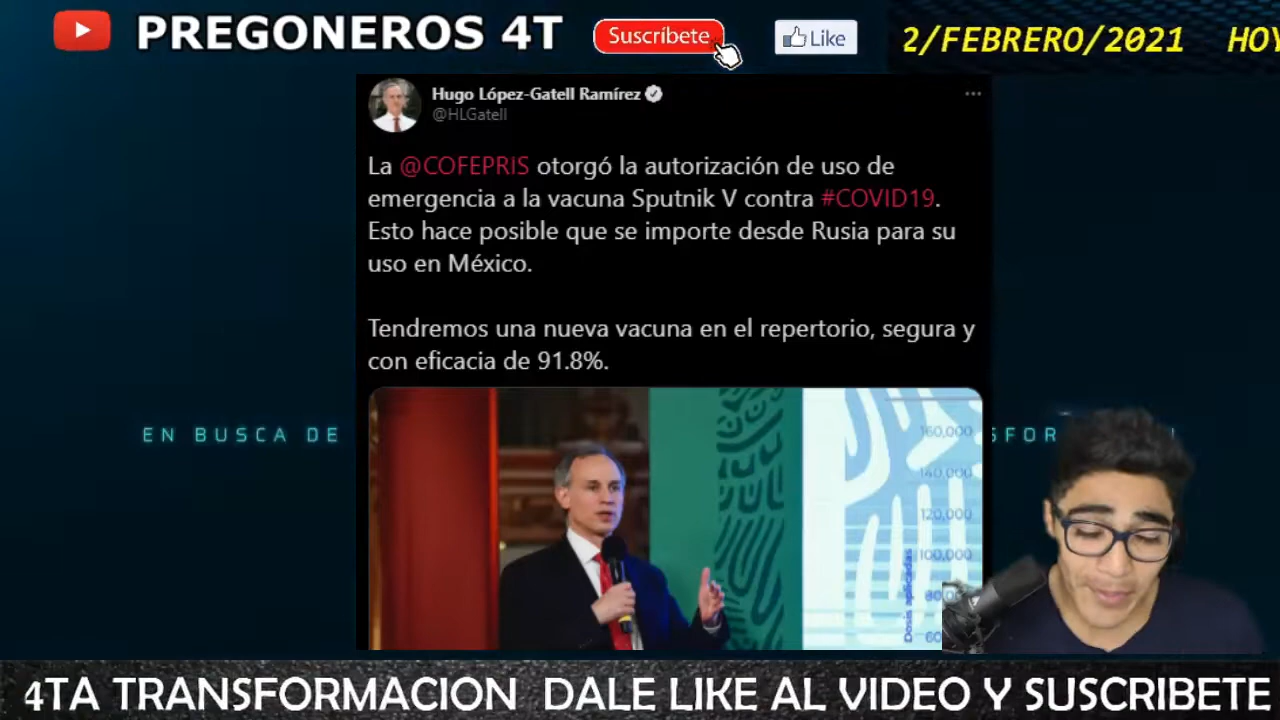 PREGONEROS 4T
Suscríbete
Like
2/FEBRERO/2021 HOY
Hugo López-Gatell Ramírez
@HLGatell
La @COFEPRIS otorgó la autorización de uso de
emergencia a la vacuna Sputnik V contra #COVID19.
Esto hace posible que se importe desde Rusia para su
uso en México.
Tendremos una nueva vacuna en el repertorio, segura y
con eficacia de 91.8%.
160,000
140,000
120,000
100,000
Dosis aplicadas
EN BUSCA DE
4TA TRANSFORMACION DALE LIKE AL VIDEO Y SUSCRIBETE